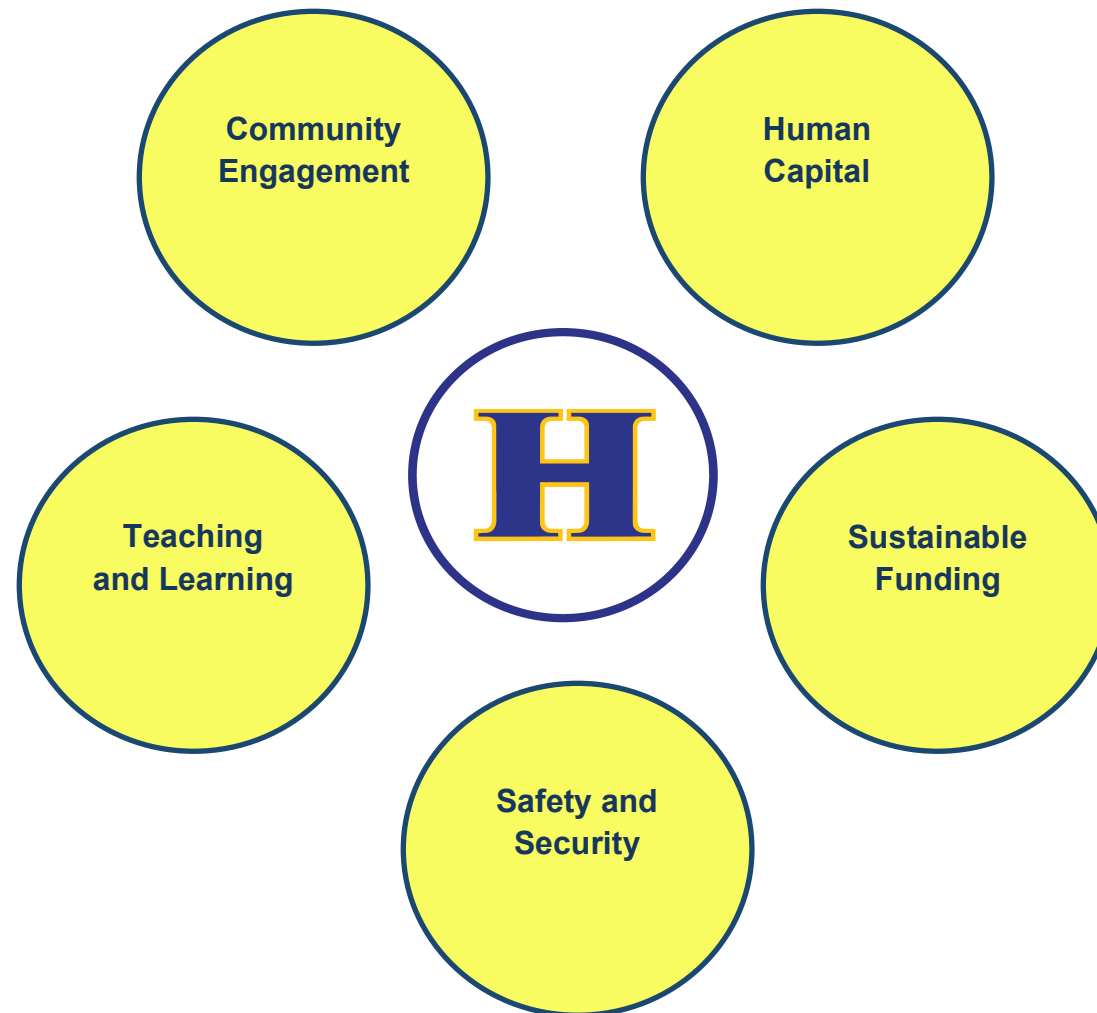 Community
Engagement
Human
Capital
H
Teaching
and Learning
Sustainable
Funding
Safety and
Security